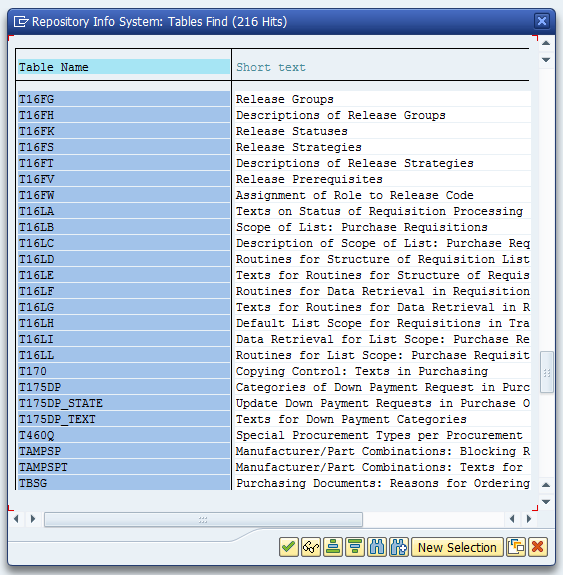 Repository Info System: Tables Find (216 Hits)
Table Name Short text
T16FG Release Groups
T16FH Descriptions of Release Groups
T16FK Release Statuses
T16FS Release Strategies
T16FT Descriptions of Release Strategies
T16FV Release Prerequisites
T16FW Assignment of Role to Release Code
T16LA Texts on Status of Requisition Processing
T16LB Scope of List: Purchase Requisitions
T16LC Description of Scope of List: Purchase Req
T16LD Routines for Structure of Requisition List
T16LE Texts for Routines for Structure of Requis
T16LF Routines for Data Retrieval in Requisition
T16LG Texts for Routines for Data Retrieval in R
T16LH Default List Scope for Requisitions in Tra
T16LI Data Retrieval for List Scope: Purchase Re
T16LL Routines for List Scope: Purchase Requisit
T170 Copying Control: Texts in Purchasing
T175DP Categories of Down Payment Request in Purc
T175DP_STATE Update Down Payment Requests in Purchase O
T175DP_TEXT Texts for Down Payment Categories
T460Q Special Procurement Types per Procurement
TAMPSP Manufacturer/Part Combinations: Blocking R
TAMPSPT Manufacturer/Part Combinations: Texts for
TBSG Purchasing Documents: Reasons for Ordering
New Selection